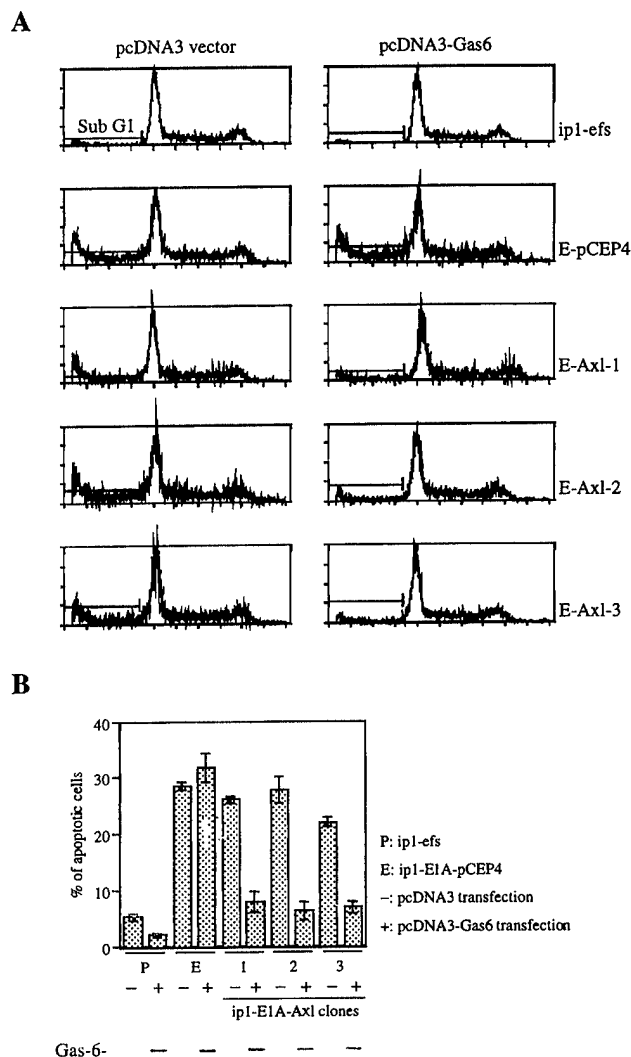 A
pcDNA3 vector
pcDNA3-Gas6
Sub G1
ip1-efs
E-pCEP4
E-Axl-1
E-Axl-2
E-Axl-3
B
% of apoptotic cells
40
30
20
10
0
P: ip1-efs
E: ip1-E1A-pCEP4
−: pcDNA3 transfection
+: pcDNA3-Gas6 transfection
P E 1 2 3
− + − + − + − + − +
ip1-E1A-Axl clones
Gas-6-